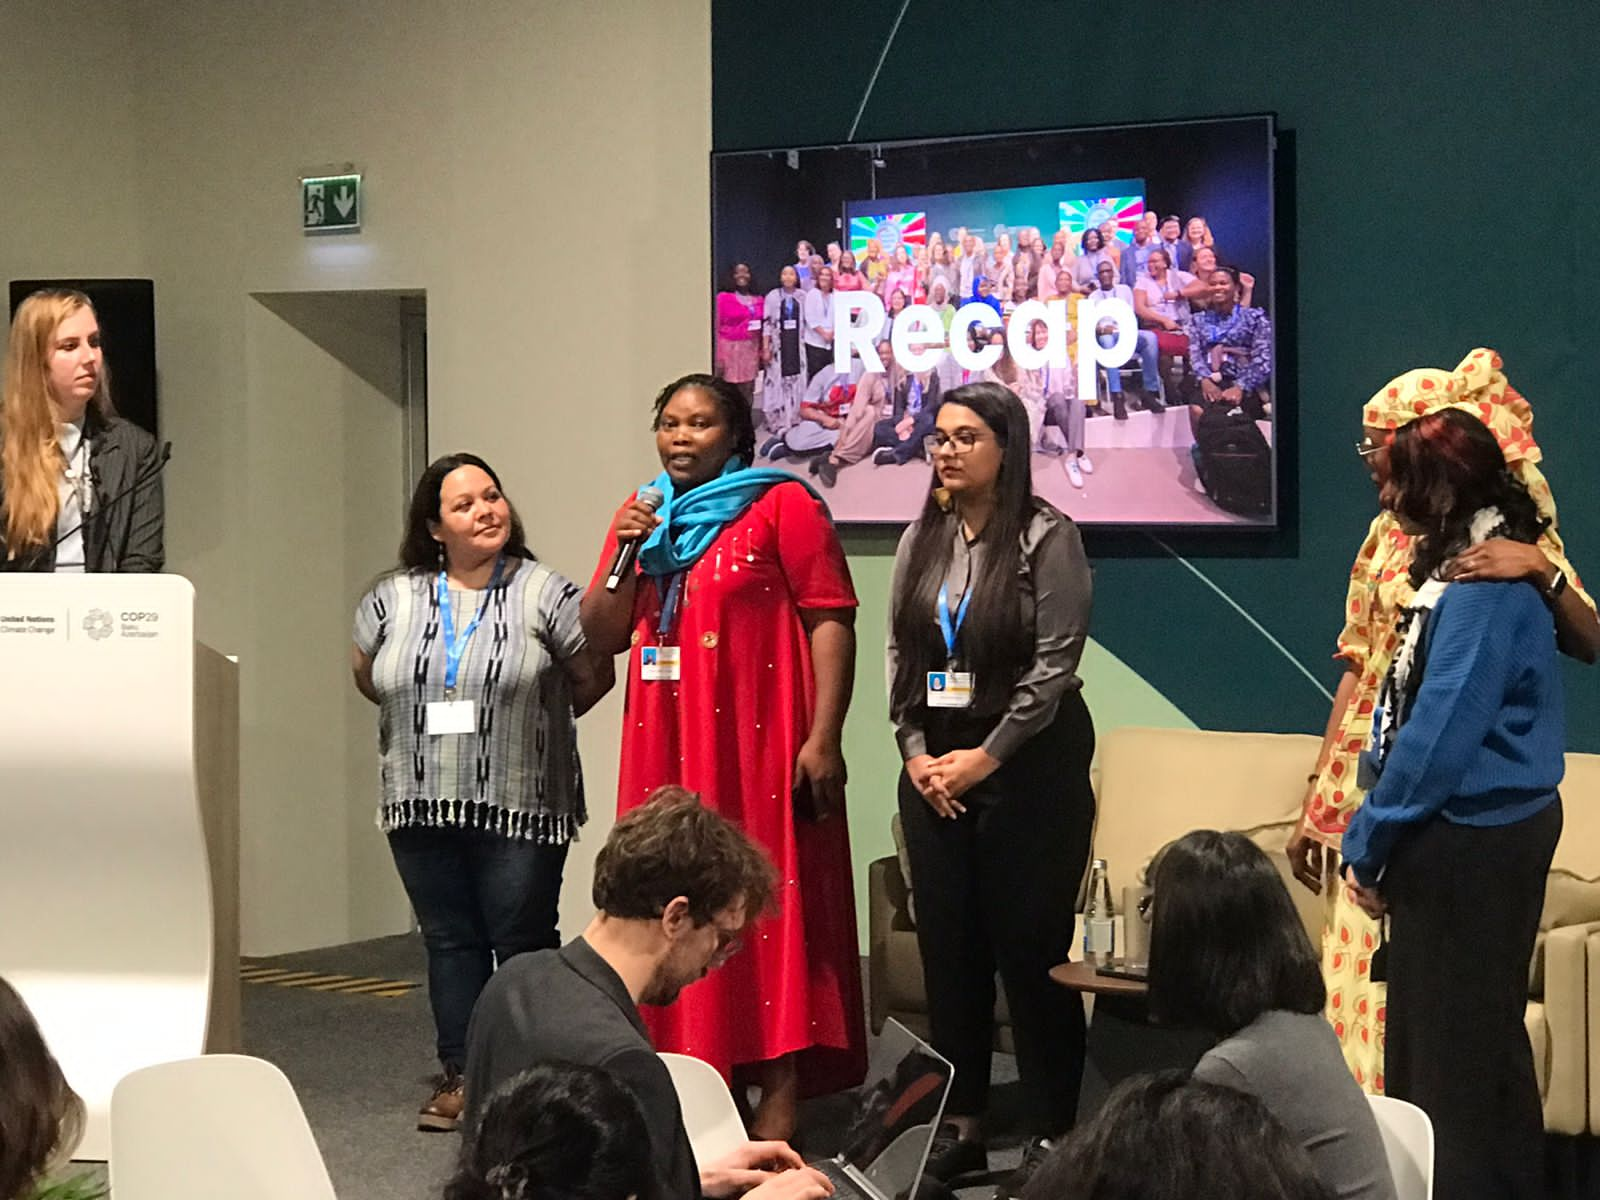 Recap
United Nations
Climate Change
COP29
Baku
Azerbaijan